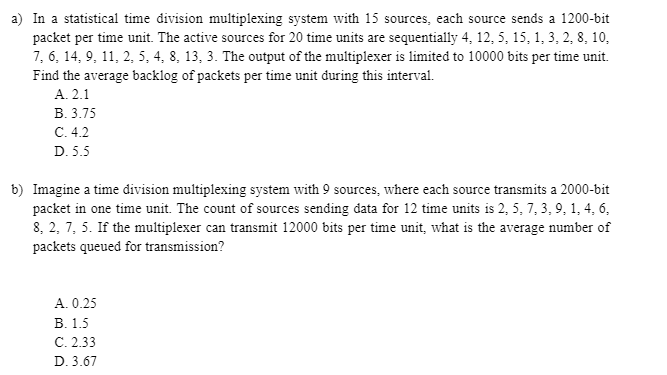 a) In a statistical time division multiplexing system with 15 sources, each source sends a 1200-bit
packet per time unit. The active sources for 20 time units are sequentially 4, 12, 5, 15, 1, 3, 2, 8, 10,
7, 6, 14, 9, 11, 2, 5, 4, 8, 13, 3. The output of the multiplexer is limited to 10000 bits per time unit.
Find the average backlog of packets per time unit during this interval.
A. 2.1
B. 3.75
C. 4.2
D. 5.5
b) Imagine a time division multiplexing system with 9 sources, where each source transmits a 2000-bit
packet in one time unit. The count of sources sending data for 12 time units is 2, 5, 7, 3, 9, 1, 4, 6,
8, 2, 7, 5. If the multiplexer can transmit 12000 bits per time unit, what is the average number of
packets queued for transmission?
A. 0.25
B. 1.5
C. 2.33
D. 3.67